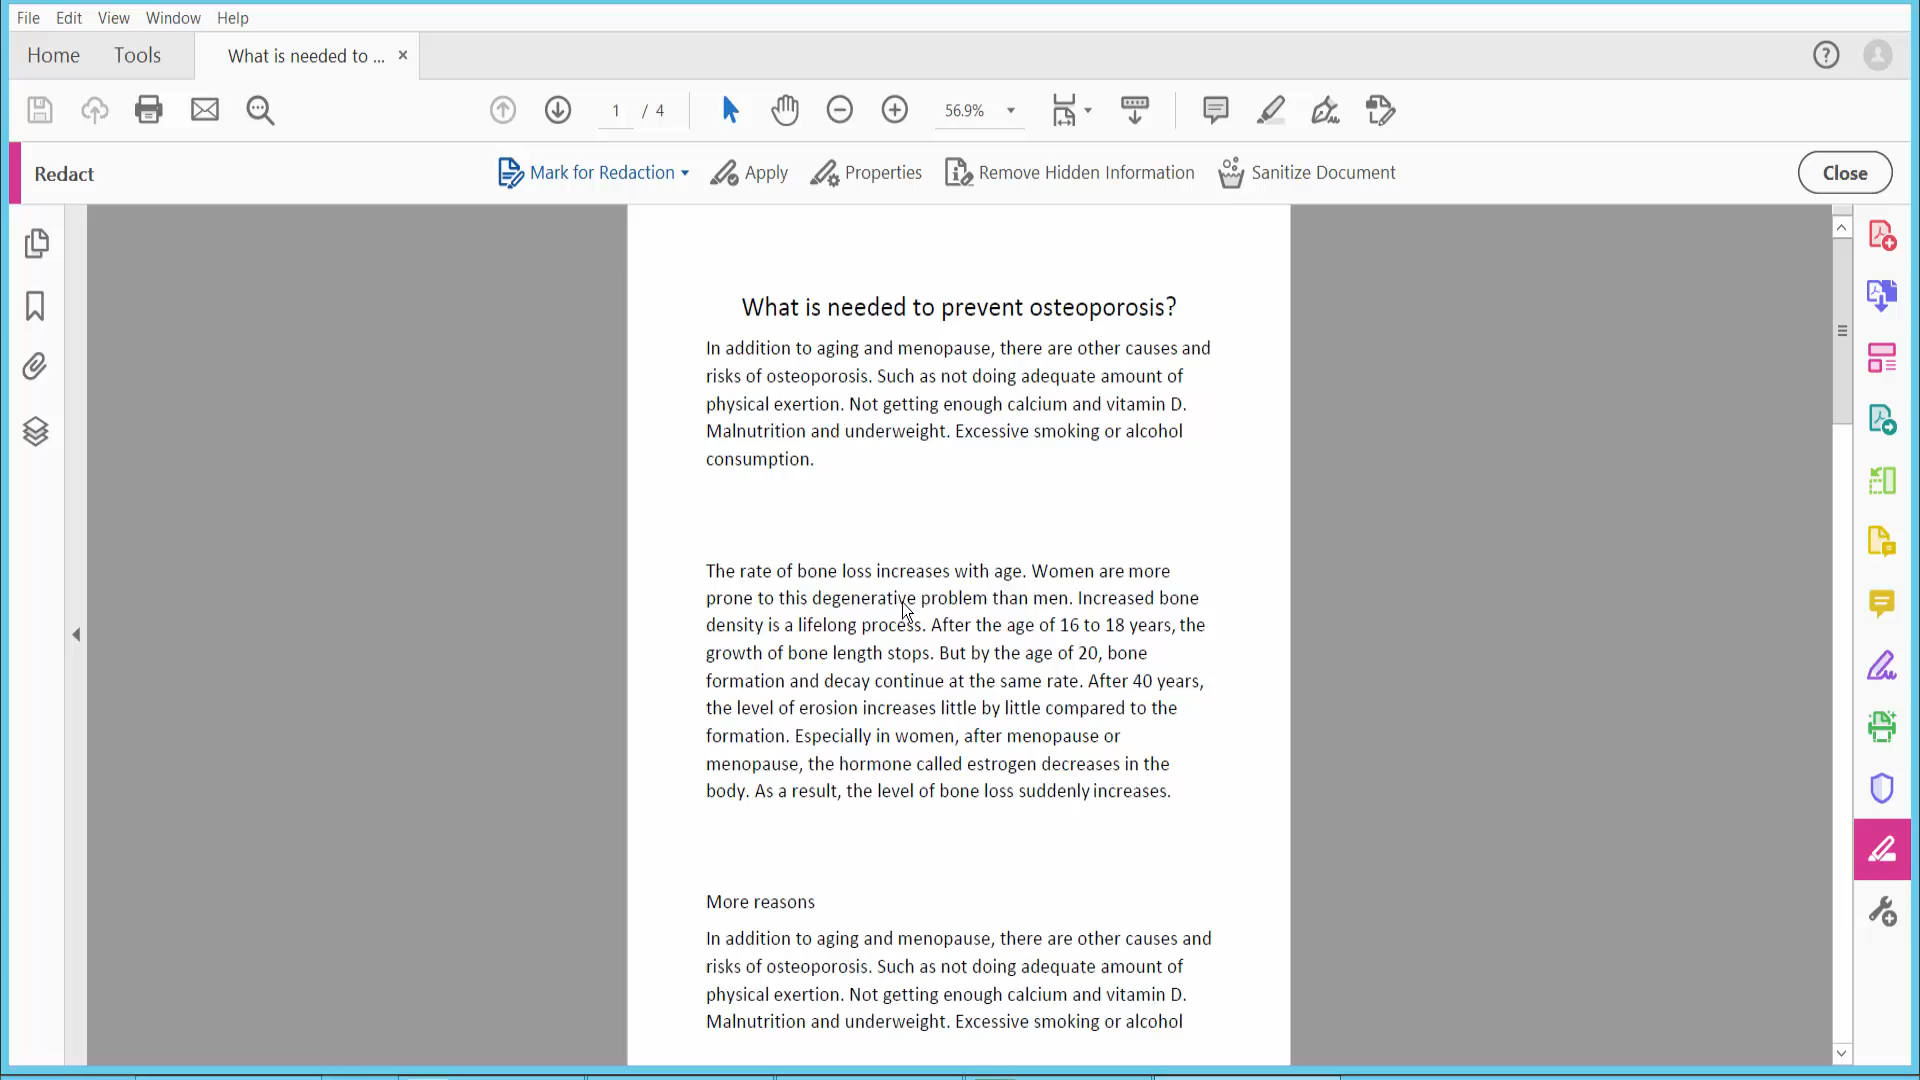 File Edit View Window Help
Home Tools What is needed to ... ×
1 / 4 56.9%
Redact Mark for Redaction Apply Properties Remove Hidden Information Sanitize Document Close
What is needed to prevent osteoporosis?
In addition to aging and menopause, there are other causes and
risks of osteoporosis. Such as not doing adequate amount of
physical exertion. Not getting enough calcium and vitamin D.
Malnutrition and underweight. Excessive smoking or alcohol
consumption.
The rate of bone loss increases with age. Women are more
prone to this degenerative problem than men. Increased bone
density is a lifelong process. After the age of 16 to 18 years, the
growth of bone length stops. But by the age of 20, bone
formation and decay continue at the same rate. After 40 years,
the level of erosion increases little by little compared to the
formation. Especially in women, after menopause or
menopause, the hormone called estrogen decreases in the
body. As a result, the level of bone loss suddenly increases.
More reasons
In addition to aging and menopause, there are other causes and
risks of osteoporosis. Such as not doing adequate amount of
physical exertion. Not getting enough calcium and vitamin D.
Malnutrition and underweight. Excessive smoking or alcohol